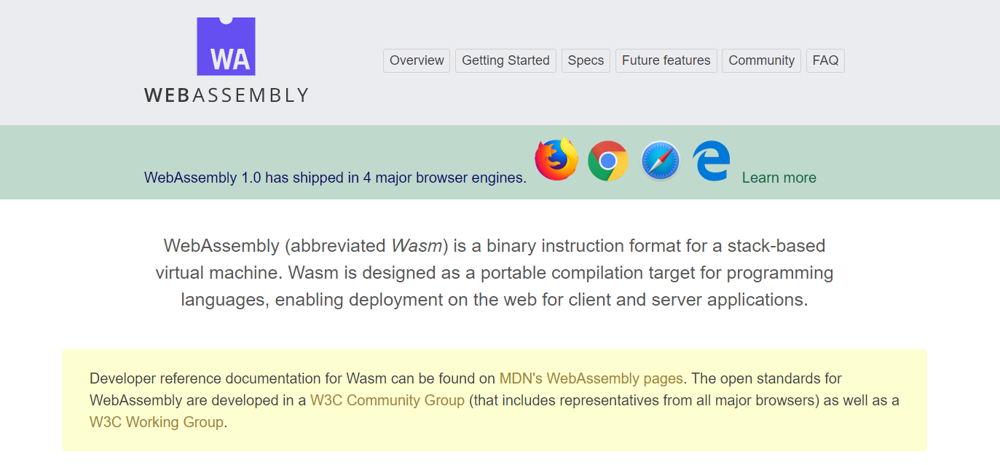 WA
WEBASSEMBLY
Overview Getting Started Specs Future features Community FAQ
WebAssembly 1.0 has shipped in 4 major browser engines. Learn more
WebAssembly (abbreviated Wasm) is a binary instruction format for a stack-based
virtual machine. Wasm is designed as a portable compilation target for programming
languages, enabling deployment on the web for client and server applications.
Developer reference documentation for Wasm can be found on MDN's WebAssembly pages. The open standards for
WebAssembly are developed in a W3C Community Group (that includes representatives from all major browsers) as well as a
W3C Working Group.